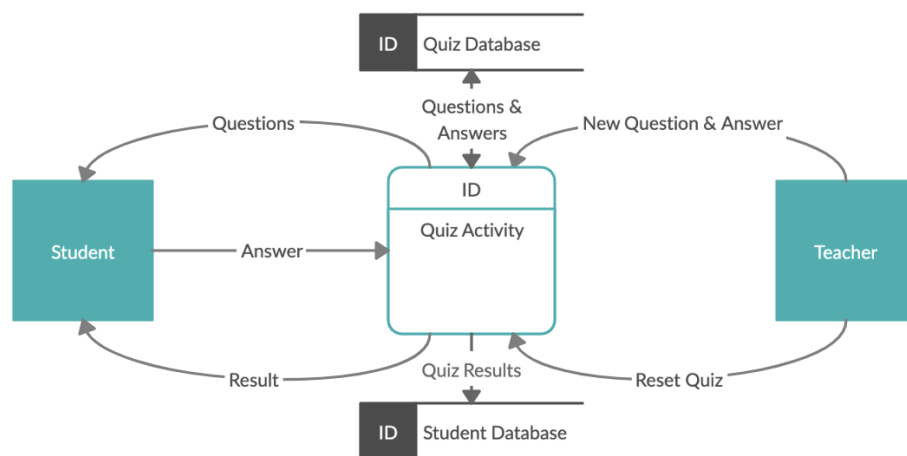 ID Quiz Database
Questions &
Answers
Questions
New Question & Answer
ID
Quiz Activity
Student
Answer
Teacher
Result
Quiz Results
Reset Quiz
ID Student Database